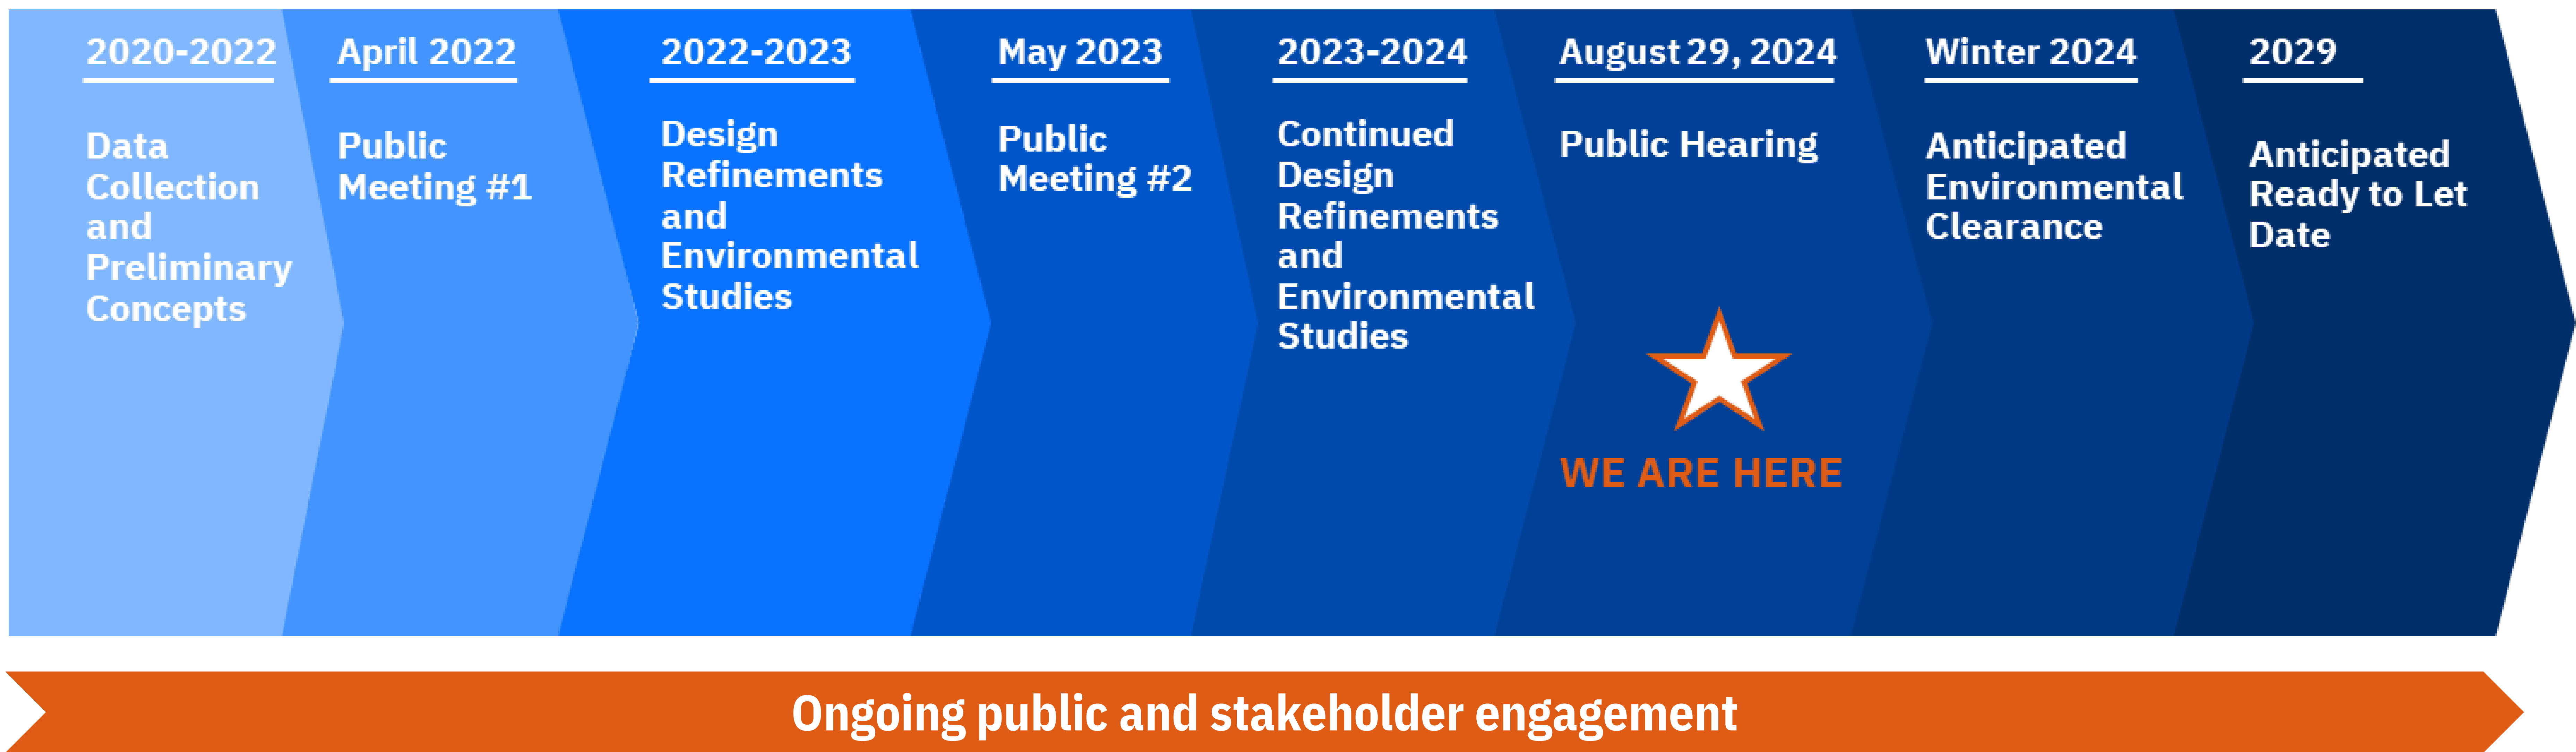 2020-2022
Data
Collection
and
Preliminary
Concepts
April 2022
Public
Meeting #1
2022-2023
Design
Refinements
and
Environmental
Studies
May 2023
Public
Meeting #2
2023-2024
Continued
Design
Refinements
and
Environmental
Studies
August 29, 2024
Public Hearing
WE ARE HERE
Winter 2024
Anticipated
Environmental
Clearance
2029
Anticipated
Ready to Let
Date
Ongoing public and stakeholder engagement